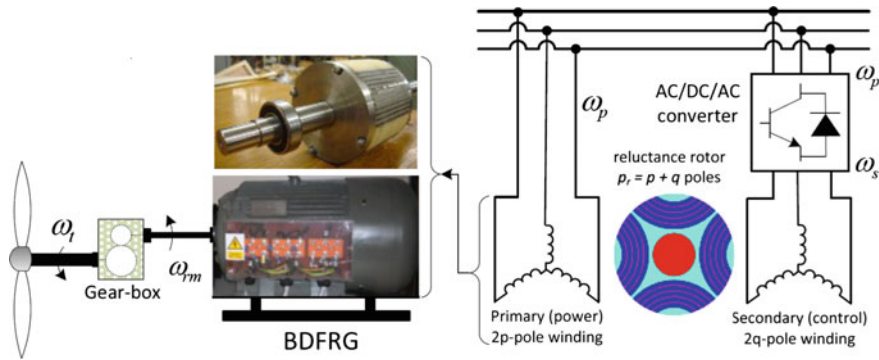 ω_p
AC/DC/AC
converter
ω_p
ω_s
reluctance rotor
p_r = p + q poles
ω_t
ω_rm
Gear-box
BDFRG
Primary (power)
2p-pole winding
Secondary (control)
2q-pole winding